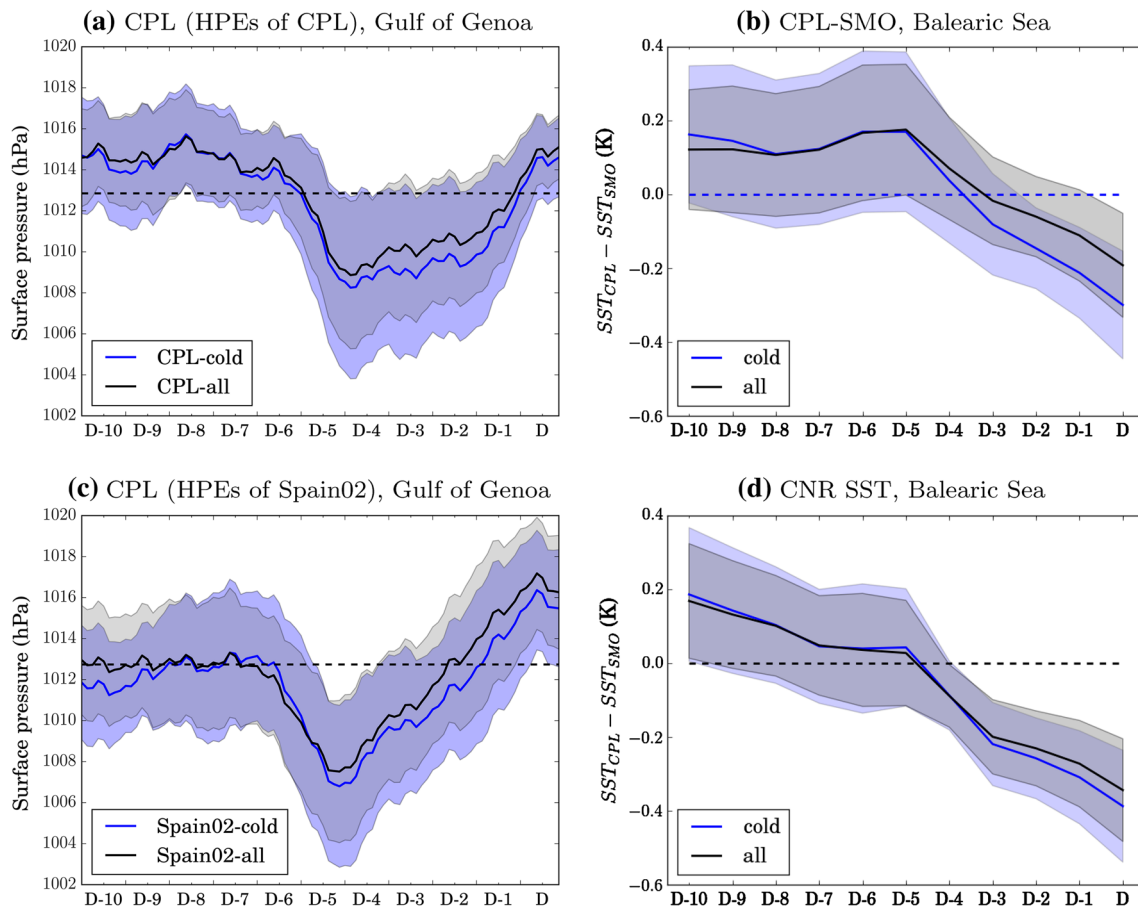 (a) CPL (HPEs of CPL), Gulf of Genoa
Surface pressure (hPa)
1020
1018
1016
1014
1012
1010
1008
1006
1004
1002
CPL-cold
CPL-all
D-10 D-9 D-8 D-7 D-6 D-5 D-4 D-3 D-2 D-1 D
(b) CPL-SMO, Balearic Sea
SST_CPL − SST_SMO (K)
0.4
0.2
0.0
−0.2
−0.4
−0.6
cold
all
D-10 D-9 D-8 D-7 D-6 D-5 D-4 D-3 D-2 D-1 D
(c) CPL (HPEs of Spain02), Gulf of Genoa
Surface pressure (hPa)
1020
1018
1016
1014
1012
1010
1008
1006
1004
1002
Spain02-cold
Spain02-all
D-10 D-9 D-8 D-7 D-6 D-5 D-4 D-3 D-2 D-1 D
(d) CNR SST, Balearic Sea
SST_CPL − SST_SMO (K)
0.4
0.2
0.0
−0.2
−0.4
−0.6
cold
all
D-10 D-9 D-8 D-7 D-6 D-5 D-4 D-3 D-2 D-1 D